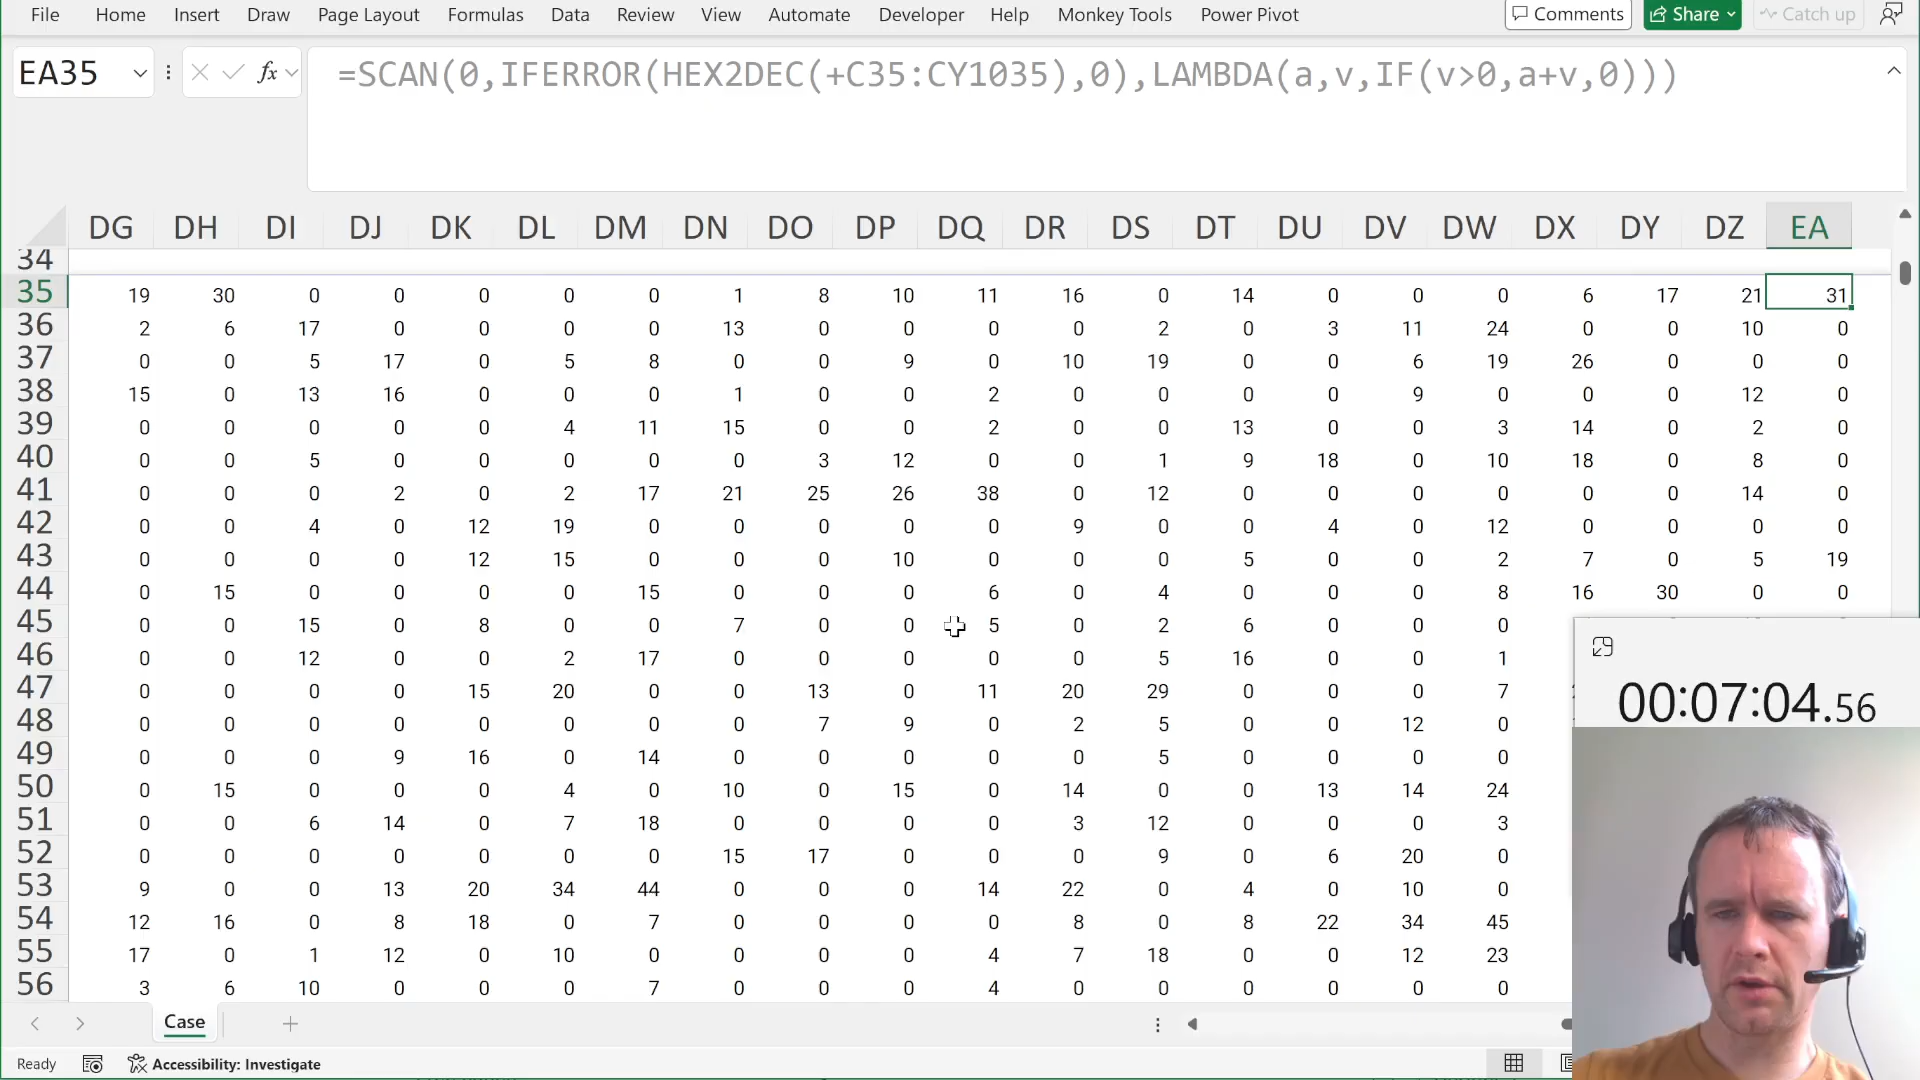 File Home Insert Draw Page Layout Formulas Data Review View Automate Developer Help Monkey Tools Power Pivot Comments Share Catch up
EA35 fx =SCAN(0,IFERROR(HEX2DEC(+C35:CY1035),0),LAMBDA(a,v,IF(v>0,a+v,0)))
DG DH DI DJ DK DL DM DN DO DP DQ DR DS DT DU DV DW DX DY DZ EA
34
35 19 30 0 0 0 0 0 1 8 10 11 16 0 14 0 0 0 6 17 21 31
36 2 6 17 0 0 0 0 13 0 0 0 0 2 0 3 11 24 0 0 10 0
37 0 0 5 17 0 5 8 0 0 9 0 10 19 0 0 6 19 26 0 0 0
38 15 0 13 16 0 0 0 1 0 0 2 0 0 0 0 9 0 0 0 12 0
39 0 0 0 0 0 4 11 15 0 0 2 0 0 13 0 0 3 14 0 2 0
40 0 0 5 0 0 0 0 0 3 12 0 0 1 9 18 0 10 18 0 8 0
41 0 0 0 2 0 2 17 21 25 26 38 0 12 0 0 0 0 0 0 14 0
42 0 0 4 0 12 19 0 0 0 0 0 9 0 0 4 0 12 0 0 0 0
43 0 0 0 0 12 15 0 0 0 10 0 0 0 5 0 0 2 7 0 5 19
44 0 15 0 0 0 0 15 0 0 0 6 0 4 0 0 0 8 16 30 0 0
45 0 0 15 0 8 0 0 7 0 0 5 0 2 6 0 0 0
46 0 0 12 0 0 2 17 0 0 0 0 0 5 16 0 0 1
47 0 0 0 0 15 20 0 0 13 0 11 20 29 0 0 0 7
00:07:04.56
48 0 0 0 0 0 0 0 0 7 9 0 2 5 0 0 12 0
49 0 0 0 9 16 0 14 0 0 0 0 0 5 0 0 0 0
50 0 15 0 0 0 4 0 10 0 15 0 14 0 0 13 14 24
51 0 0 6 14 0 7 18 0 0 0 0 3 12 0 0 0 3
52 0 0 0 0 0 0 0 15 17 0 0 0 9 0 6 20 0
53 9 0 0 13 20 34 44 0 0 0 14 22 0 4 0 10 0
54 12 16 0 8 18 0 7 0 0 0 0 8 0 8 22 34 45
55 17 0 1 12 0 10 0 0 0 0 4 7 18 0 0 12 23
56 3 6 10 0 0 0 7 0 0 0 4 0 0 0 0 0 0
Case
Ready Accessibility: Investigate